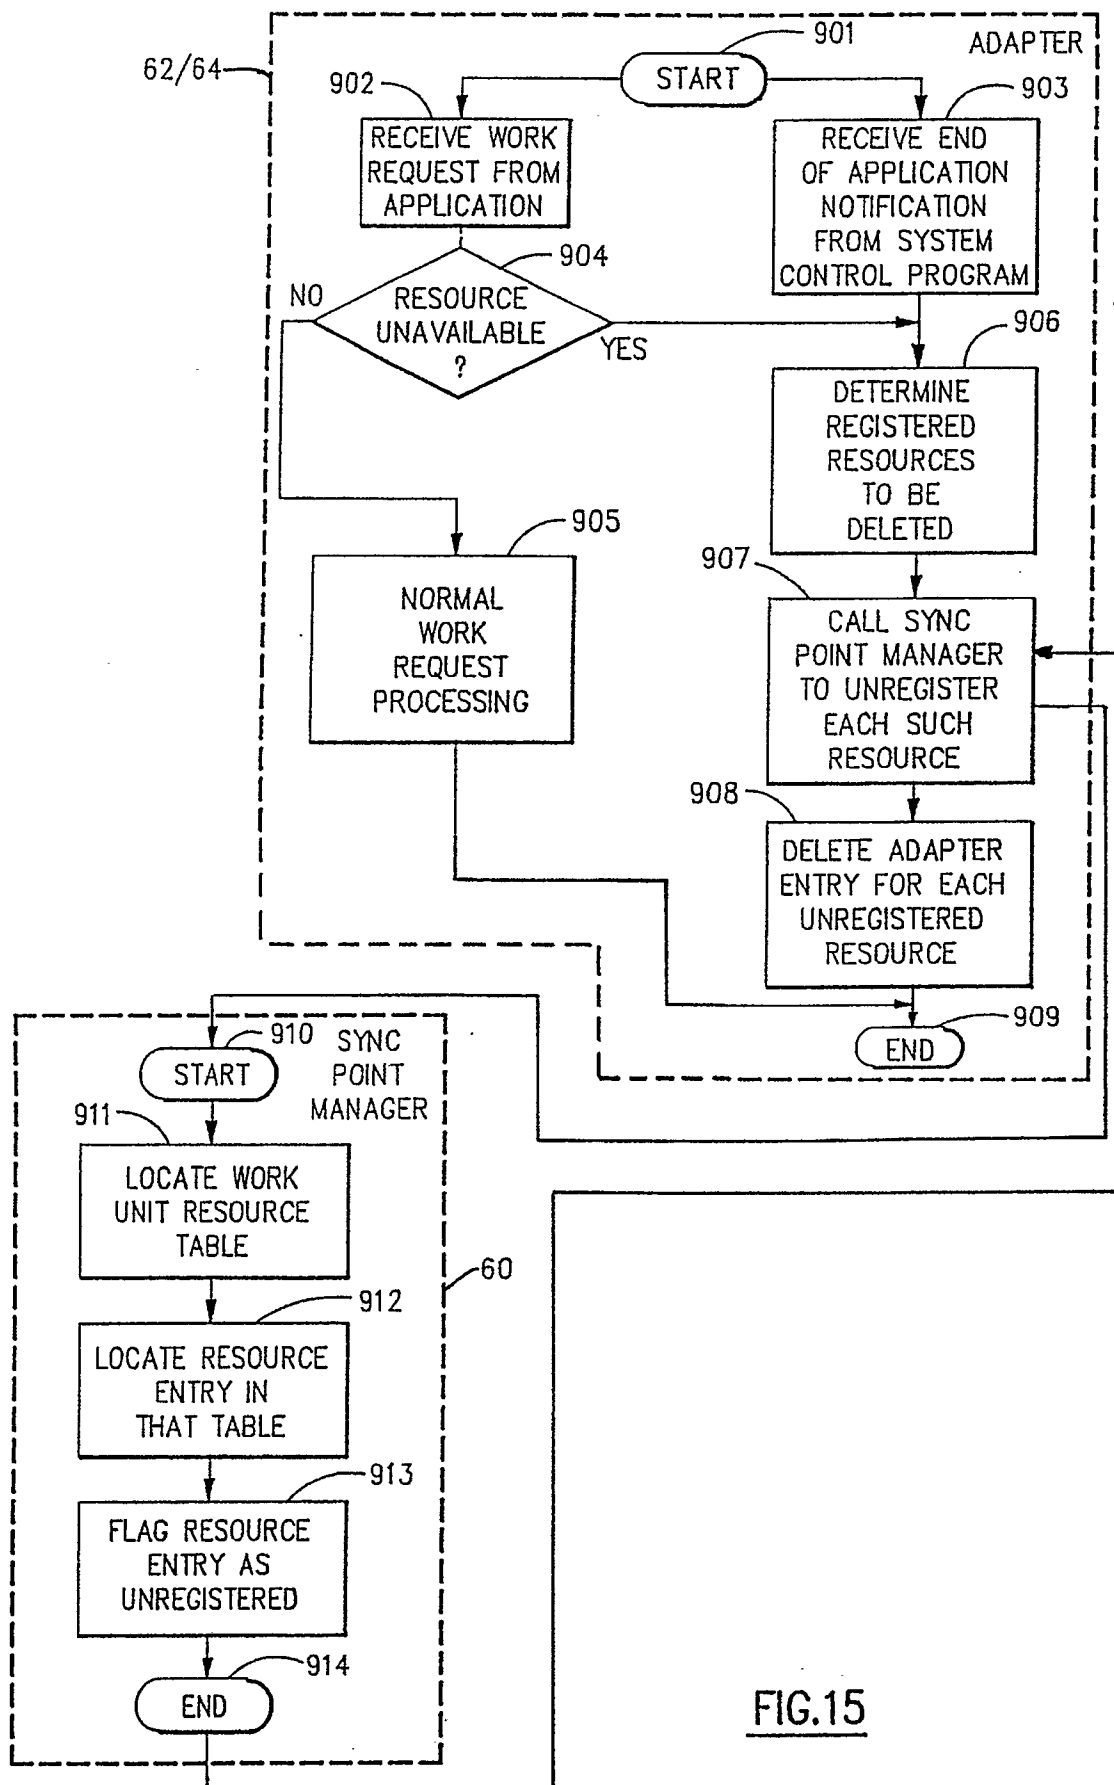 ADAPTER
62/64
901
START
902
RECEIVE WORK
REQUEST FROM
APPLICATION
903
RECEIVE END
OF APPLICATION
NOTIFICATION
FROM SYSTEM
CONTROL PROGRAM
904
RESOURCE
UNAVAILABLE
?
NO
YES
905
NORMAL
WORK
REQUEST
PROCESSING
906
DETERMINE
REGISTERED
RESOURCES
TO BE
DELETED
907
CALL SYNC
POINT MANAGER
TO UNREGISTER
EACH SUCH
RESOURCE
908
DELETE ADAPTER
ENTRY FOR EACH
UNREGISTERED
RESOURCE
909
END
SYNC
POINT
MANAGER
60
910
START
911
LOCATE WORK
UNIT RESOURCE
TABLE
912
LOCATE RESOURCE
ENTRY IN
THAT TABLE
913
FLAG RESOURCE
ENTRY AS
UNREGISTERED
914
END
FIG.15